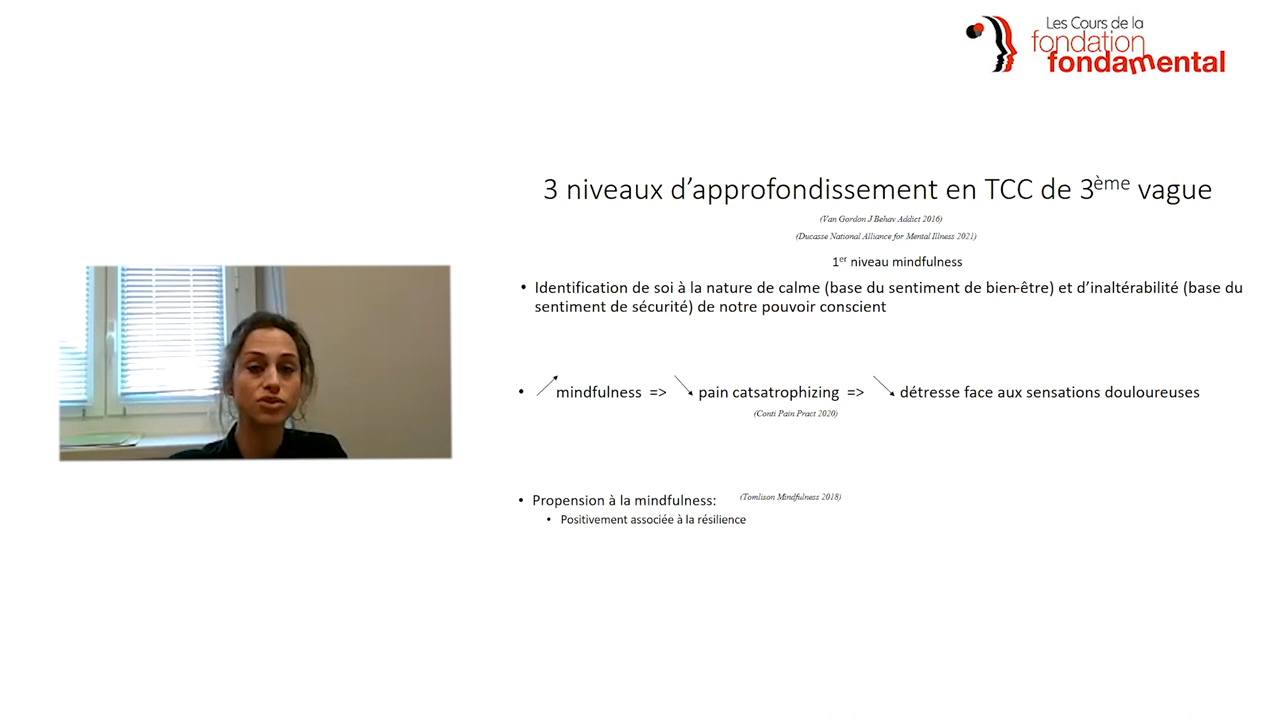 Les Cours de la
fondation
fondamental
3 niveaux d'approfondissement en TCC de 3ème vague
(Van Gordon J Behav Addict 2016)
(Ducasse National Alliance for Mental Illness 2021)
1er niveau mindfulness
• Identification de soi à la nature de calme (base du sentiment de bien-être) et d'inaltérabilité (base du
sentiment de sécurité) de notre pouvoir conscient
• mindfulness => pain catsatrophizing => détresse face aux sensations douloureuses
(Conti Pain Pract 2020)
• Propension à la mindfulness: (Tomlison Mindfulness 2018)
• Positivement associée à la résilience